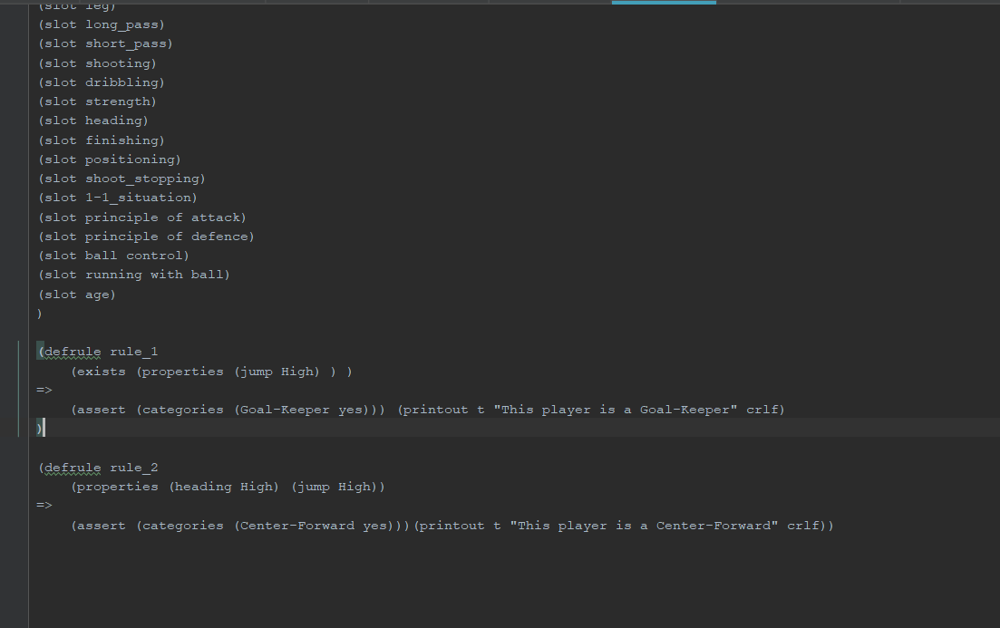 (slot leg)
(slot long_pass)
(slot short_pass)
(slot shooting)
(slot dribbling)
(slot strength)
(slot heading)
(slot finishing)
(slot positioning)
(slot shoot_stopping)
(slot 1-1_situation)
(slot principle of attack)
(slot principle of defence)
(slot ball control)
(slot running with ball)
(slot age)
)
(defrule rule_1
(exists (properties (jump High) ) )
=>
(assert (categories (Goal-Keeper yes))) (printout t "This player is a Goal-Keeper" crlf)
)
(defrule rule_2
(properties (heading High) (jump High))
=>
(assert (categories (Center-Forward yes)))(printout t "This player is a Center-Forward" crlf))